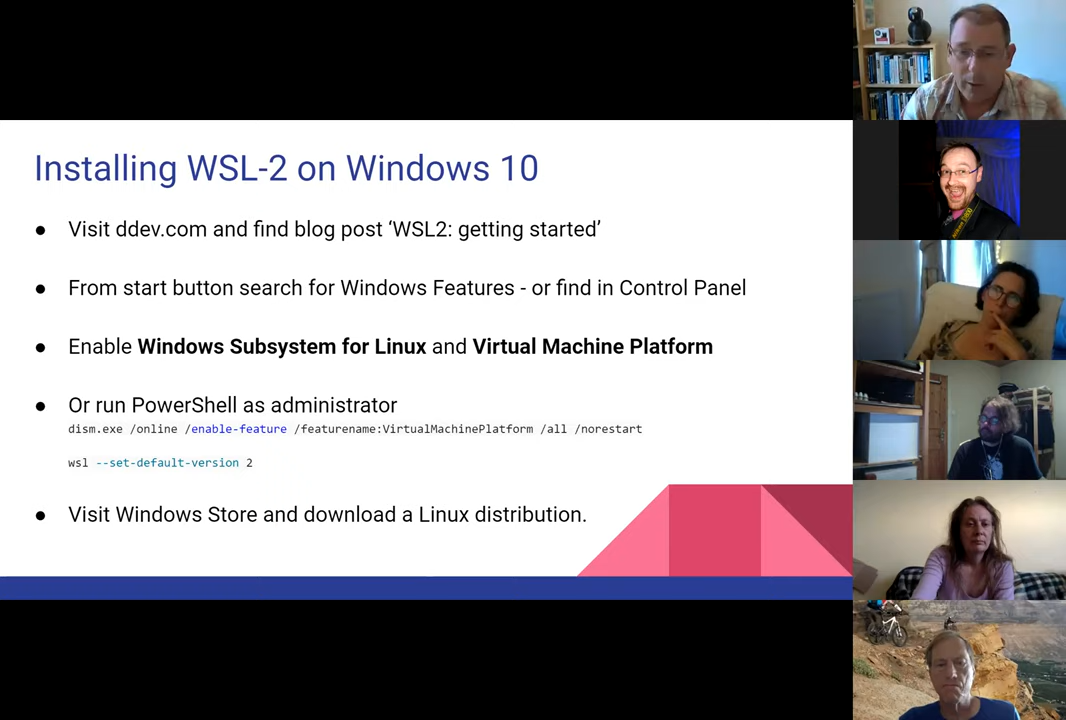 Installing WSL-2 on Windows 10
● Visit ddev.com and find blog post ‘WSL2: getting started’
● From start button search for Windows Features - or find in Control Panel
● Enable Windows Subsystem for Linux and Virtual Machine Platform
● Or run PowerShell as administrator
dism.exe /online /enable-feature /featurename:VirtualMachinePlatform /all /norestart
wsl --set-default-version 2
● Visit Windows Store and download a Linux distribution.